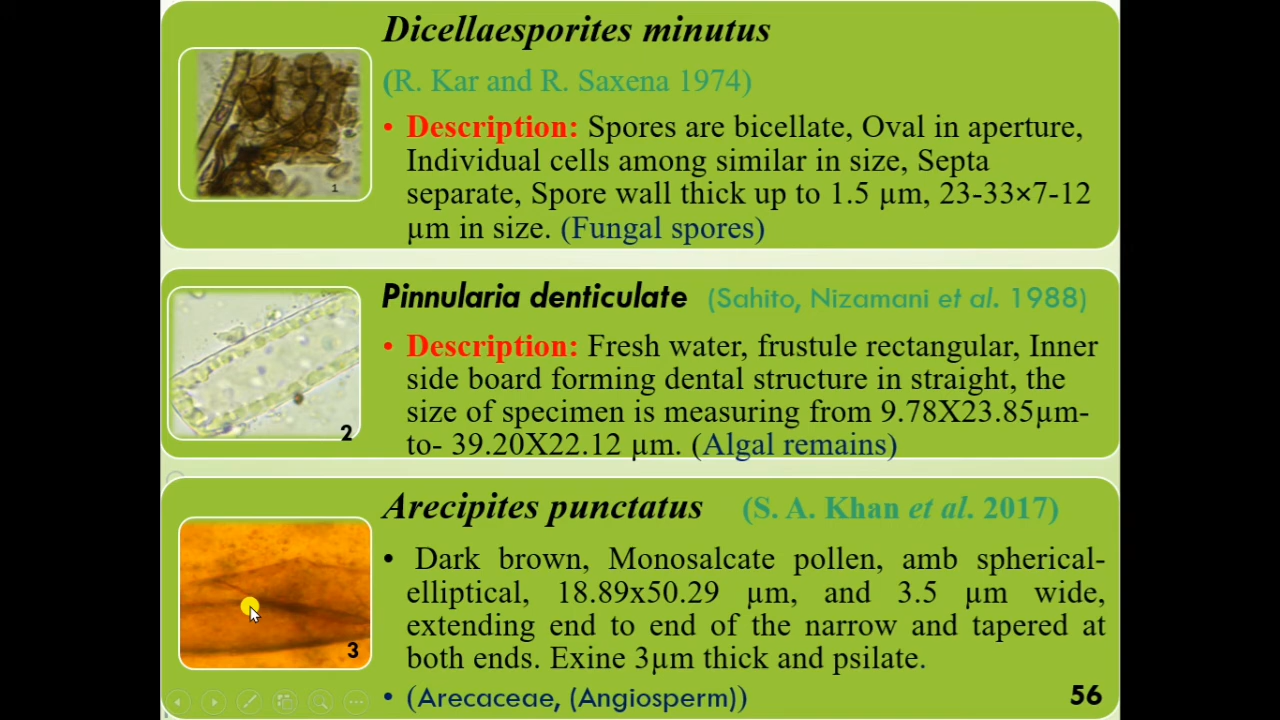 Dicellaesporites minutus
(R. Kar and R. Saxena 1974)
• Description: Spores are bicellate, Oval in aperture,
Individual cells among similar in size, Septa
separate, Spore wall thick up to 1.5 µm, 23-33×7-12
µm in size. (Fungal spores)
1
Pinnularia denticulate (Sahito, Nizamani et al. 1988)
• Description: Fresh water, frustule rectangular, Inner
side board forming dental structure in straight, the
size of specimen is measuring from 9.78X23.85µm-
to- 39.20X22.12 µm. (Algal remains)
2
Arecipites punctatus (S. A. Khan et al. 2017)
• Dark brown, Monosalcate pollen, amb spherical-
elliptical, 18.89x50.29 µm, and 3.5 µm wide,
extending end to end of the narrow and tapered at
both ends. Exine 3µm thick and psilate.
3
• (Arecaceae, (Angiosperm))
56